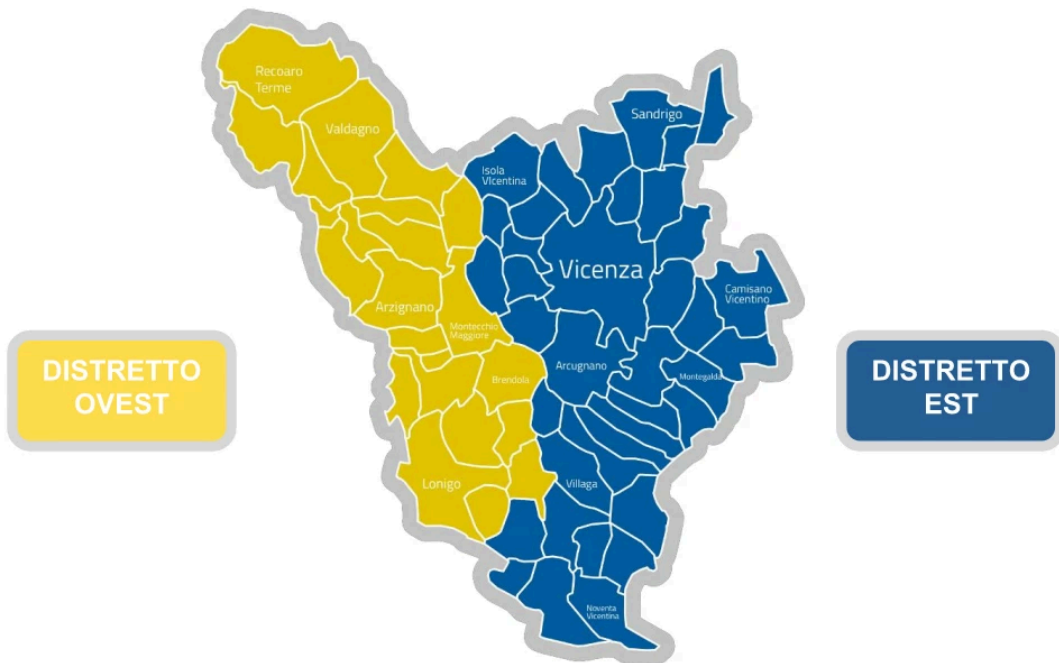 Recoaro
Terme
Valdagno
Sandrigo
Isola
VIcentina
Vicenza
Camisano
Vicentino
Arzignano
Montecchio
Maggiore
DISTRETTO
OVEST
Brendola
Arcugnano
Montegalda
DISTRETTO
EST
Lonigo
Villaga
Noventa
Vicentina